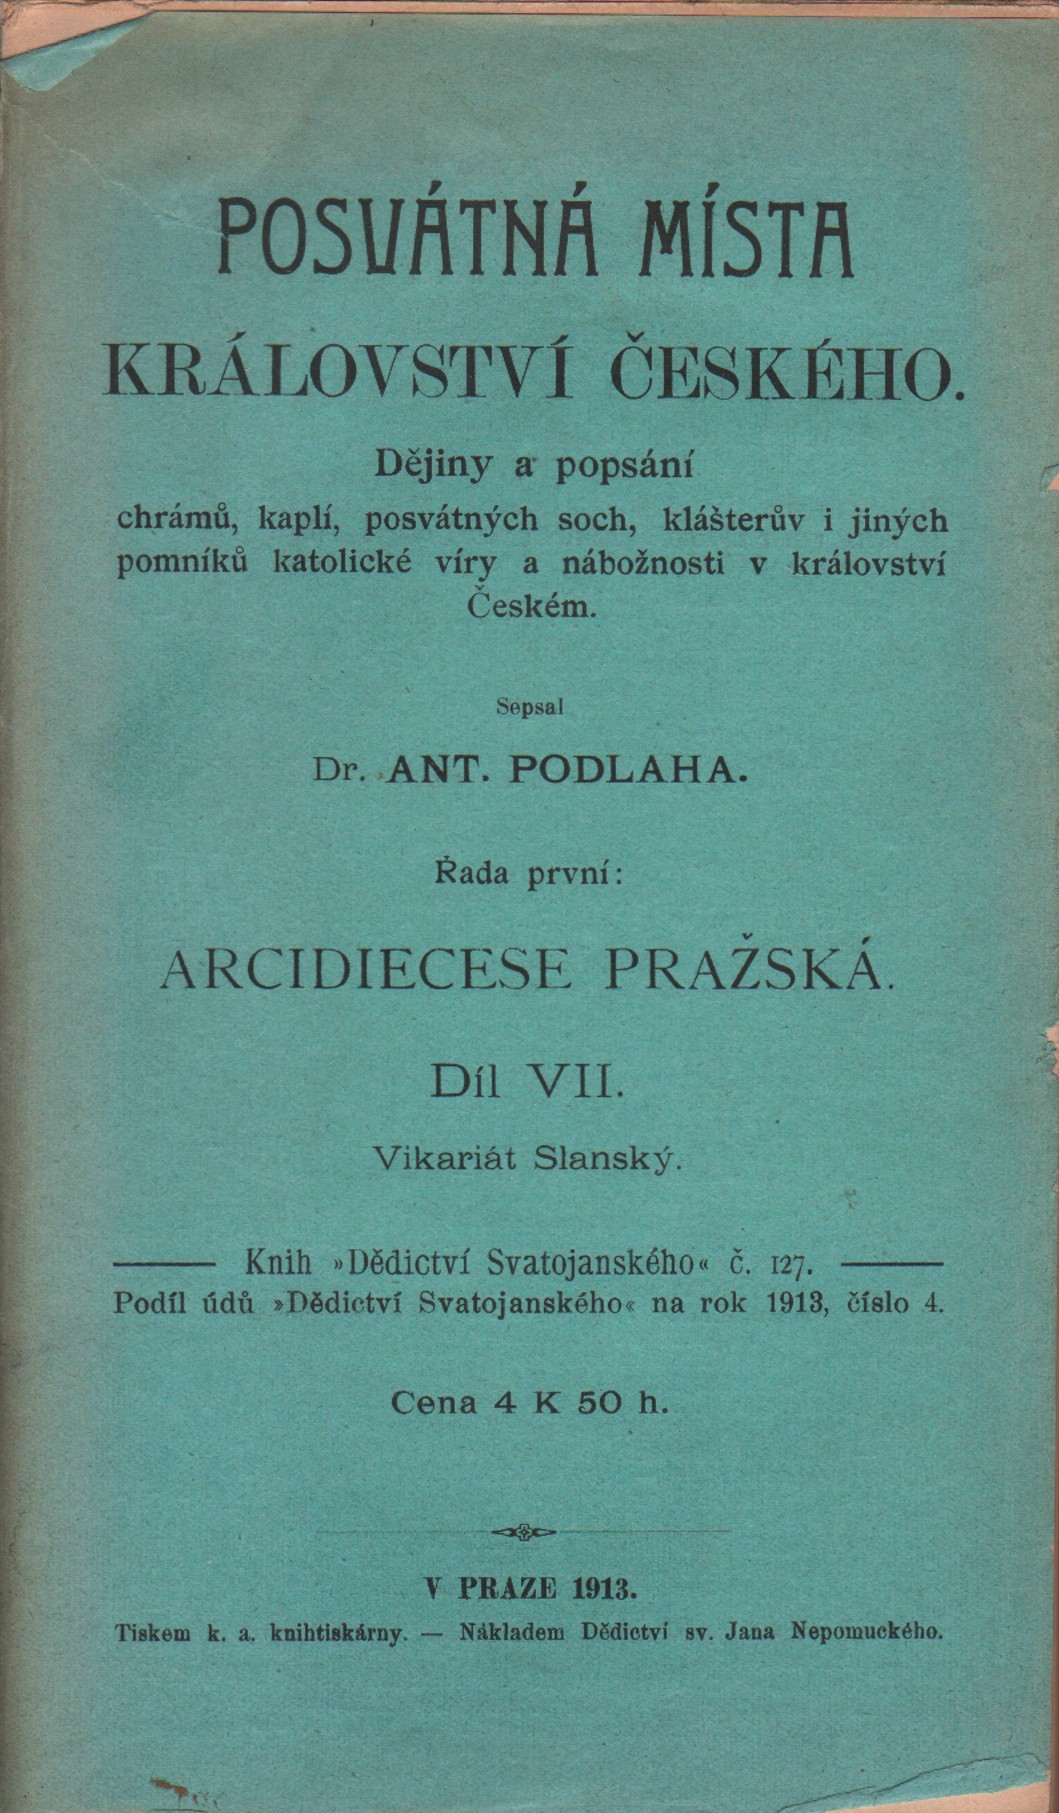 POSVÁTNÁ MÍSTA
KRÁLOVSTVÍ ČESKÉHO.
Dějiny a popsání
chrámů, kaplí, posvátných soch, klášterův i jiných
pomníků katolické víry a nábožnosti v království
Českém.
Sepsal
Dr. ANT. PODLAHA.
Řada první:
ARCIDIECESE PRAŽSKÁ.
Díl VII.
Vikariát Slanský.
Knih »Dědictví Svatojanského« č. 127.
Podíl údů »Dědictví Svatojanského« na rok 1913, číslo 4.
Cena 4 K 50 h.
V PRAZE 1913.
Tiskem k. a. knihtiskárny. — Nákladem Dědictví sv. Jana Nepomuckého.